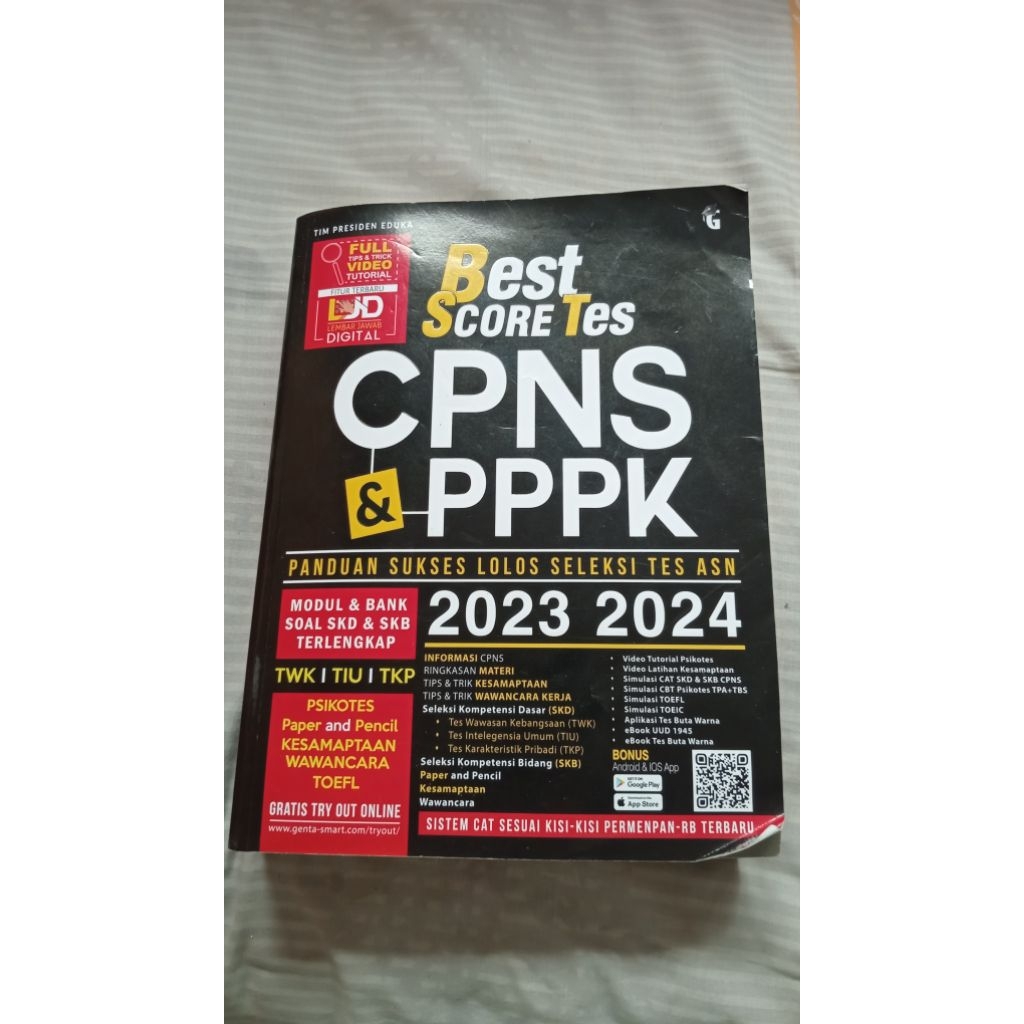 TIM PRESIDEN EDUKA
G
FULL
TIPS & TRICK
VIDEO
TUTORIAL
FITUR TERBARU
LJD
LEMBAR JAWAB
DIGITAL
Best
SCORE Tes
CPNS
& PPPK
PANDUAN SUKSES LOLOS SELEKSI TES ASN
2023 2024
MODUL & BANK
SOAL SKD & SKB
TERLENGKAP
TWK | TIU | TKP
PSIKOTES
Paper and Pencil
KESAMAPTAAN
WAWANCARA
TOEFL
GRATIS TRY OUT ONLINE
www.genta-smart.com/tryout/
INFORMASI CPNS
RINGKASAN MATERI
TIPS & TRIK KESAMAPTAAN
TIPS & TRIK WAWANCARA KERJA
Seleksi Kompetensi Dasar (SKD)
• Tes Wawasan Kebangsaan (TWK)
• Tes Intelegensia Umum (TIU)
• Tes Karakteristik Pribadi (TKP)
Seleksi Kompetensi Bidang (SKB)
Paper and Pencil
Kesamaptaan
Wawancara
• Video Tutorial Psikotes
• Video Latihan Kesamaptaan
• Simulasi CAT SKD & SKB CPNS
• Simulasi CBT Psikotes TPA+TBS
• Simulasi TOEFL
• Simulasi TOEIC
• Aplikasi Tes Buta Warna
• eBook UUD 1945
• eBook Tes Buta Warna
BONUS
Android & IOS App
GET IT ON
Google Play
Download on the
App Store
SISTEM CAT SESUAI KISI-KISI PERMENPAN-RB TERBARU